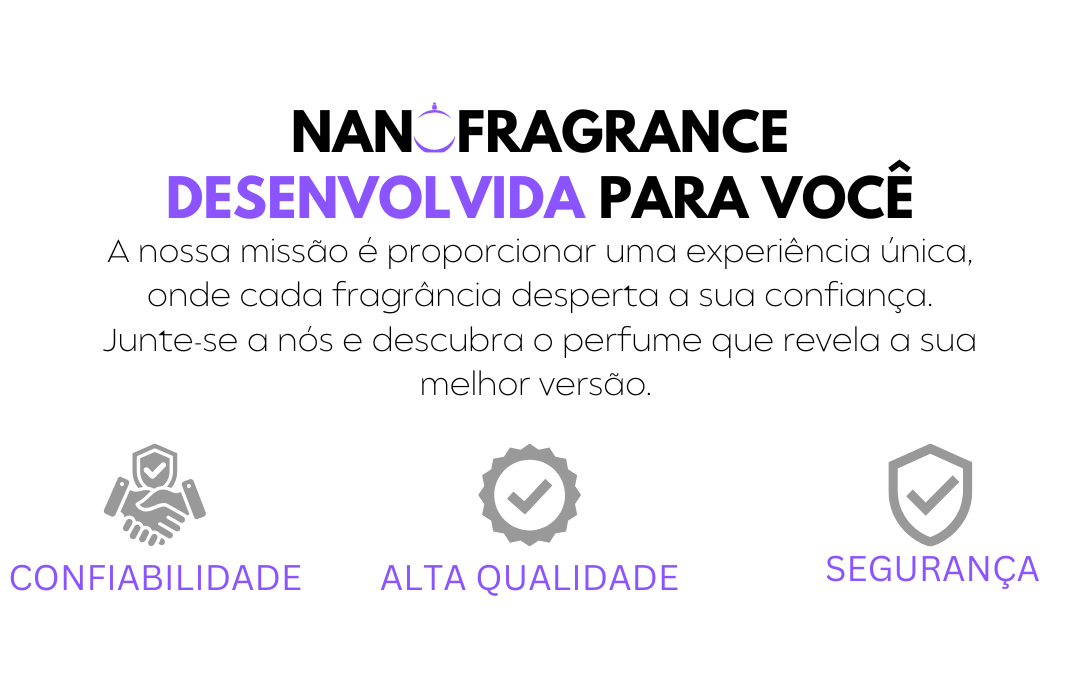 NANOFRAGRANCE
DESENVOLVIDA PARA VOCÊ
A nossa missão é proporcionar uma experiência única,
onde cada fragrância desperta a sua confiança.
Junte-se a nós e descubra o perfume que revela a sua
melhor versão.
CONFIABILIDADE
ALTA QUALIDADE
SEGURANÇA